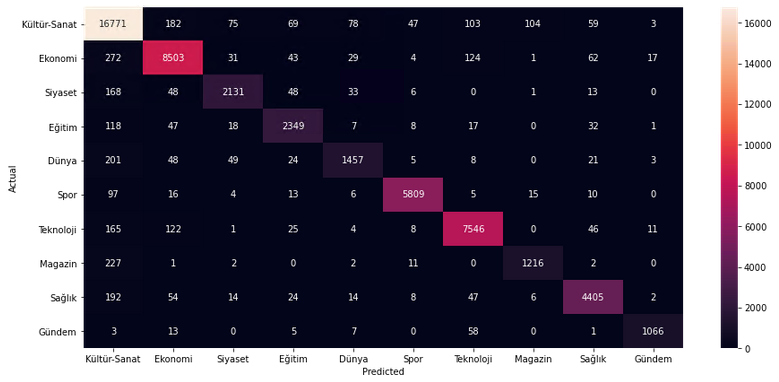 Kültür-Sanat 16771 182 75 69 78 47 103 104 59 3
Ekonomi 272 8503 31 43 29 4 124 1 62 17
Siyaset 168 48 2131 48 33 6 0 1 13 0
Eğitim 118 47 18 2349 7 8 17 0 32 1
Dünya 201 48 49 24 1457 5 8 0 21 3
Spor 97 16 4 13 6 5809 5 15 10 0
Teknoloji 165 122 1 25 4 8 7546 0 46 11
Magazin 227 1 2 0 2 11 0 1216 2 0
Sağlık 192 54 14 24 14 8 47 6 4405 2
Gündem 3 13 0 5 7 0 58 0 1 1066
Kültür-Sanat Ekonomi Siyaset Eğitim Dünya Spor Teknoloji Magazin Sağlık Gündem
Predicted
Actual
16000
14000
12000
10000
8000
6000
4000
2000
0